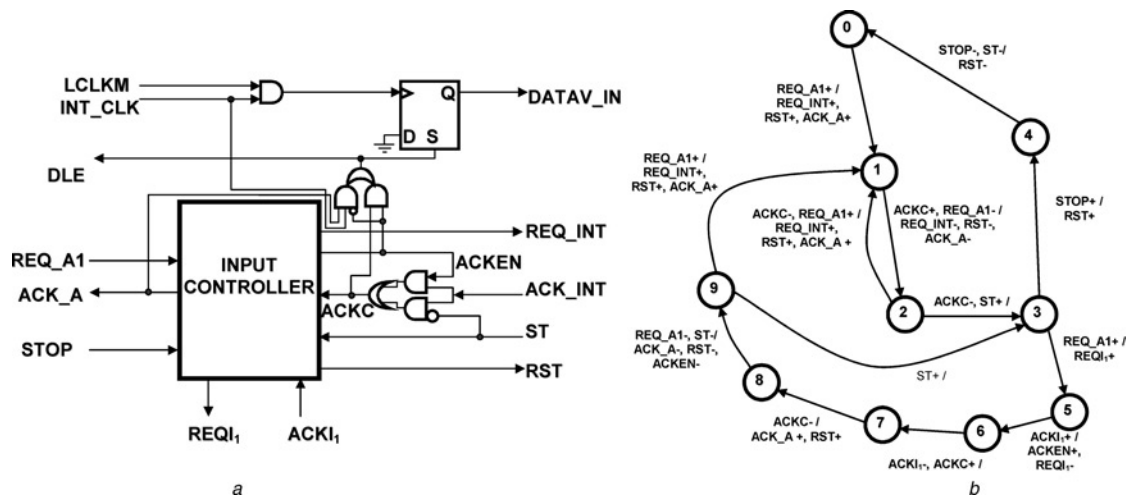 LCLKM
INT_CLK
Q
DATAV_IN
D S
DLE
REQ_INT
REQ_A1
INPUT
CONTROLLER
ACKEN
ACK_A
ACKC
ACK_INT
ST
STOP
RST
REQI₁
ACKI₁
a
0
STOP-, ST-/
RST-
REQ_A1+ /
REQ_INT+,
RST+, ACK_A+
4
REQ_A1+ /
REQ_INT+,
RST+, ACK_A+
1
STOP+ /
RST+
ACKC-, REQ_A1+ /
REQ_INT+,
RST+, ACK_A +
ACKC+, REQ_A1- /
REQ_INT-, RST-,
ACK_A-
9
2
ACKC-, ST+ /
3
REQ_A1-, ST-/
ACK_A-, RST-,
ACKEN-
ST+ /
REQ_A1+ /
REQI₁+
8
7
6
5
ACKC- /
ACK_A +, RST+
ACKI₁-, ACKC+ /
ACKI₁+ /
ACKEN+,
REQI₁-
b